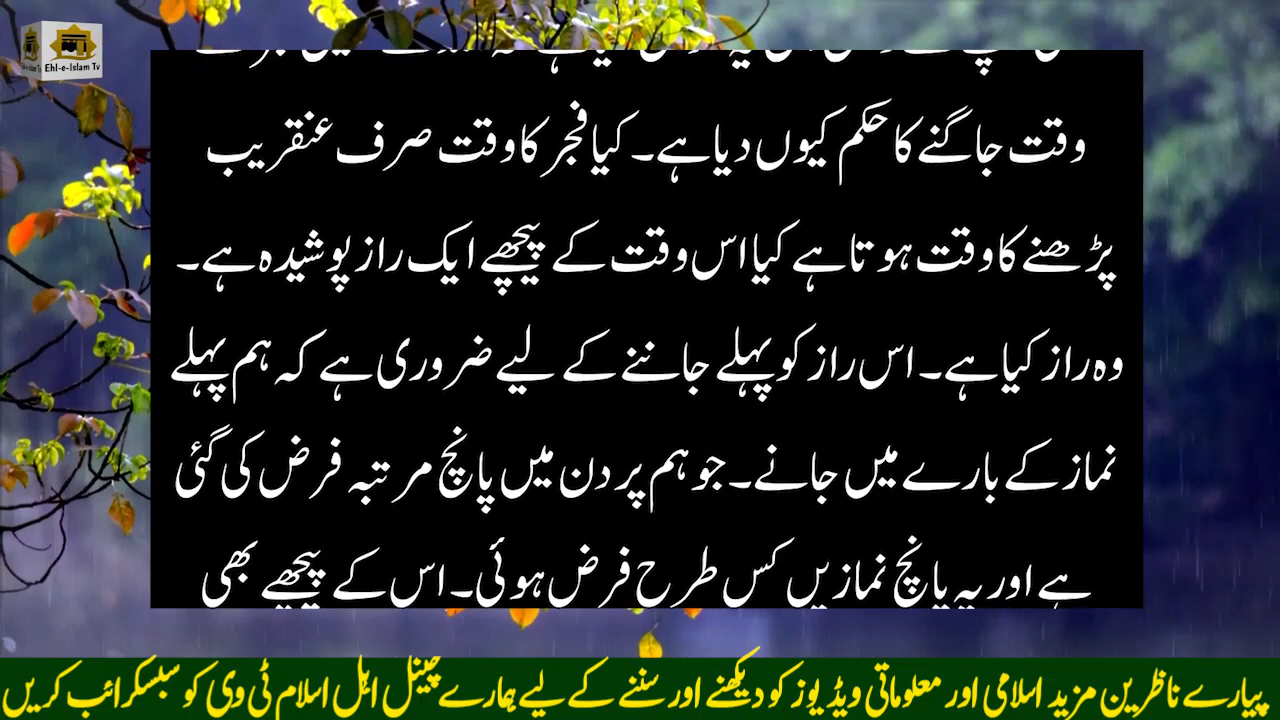 Ehl-e-Islam Tv
وقت جاگنے کا حکم کیوں دیا ہے۔ کیا فجر کا وقت صرف عنقریب
پڑھنے کا وقت ہوتا ہے کیا اس وقت کے پیچھے ایک راز پوشیدہ ہے۔
وہ راز کیا ہے۔ اس راز کو پہلے جاننے کے لیے ضروری ہے کہ ہم پہلے
نماز کے بارے میں جانے۔ جو ہم پر دن میں پانچ مرتبہ فرض کی گئی
ہے اور یہ پانچ نمازیں کس طرح فرض ہوئی۔ اس کے پیچھے بھی
پیارے ناظرین مزید اسلامی اور معلوماتی ویڈیوز کو دیکھنے اور سننے کے لیے ہمارے چینل اہل اسلام ٹی وی کو سبسکرائب کریں